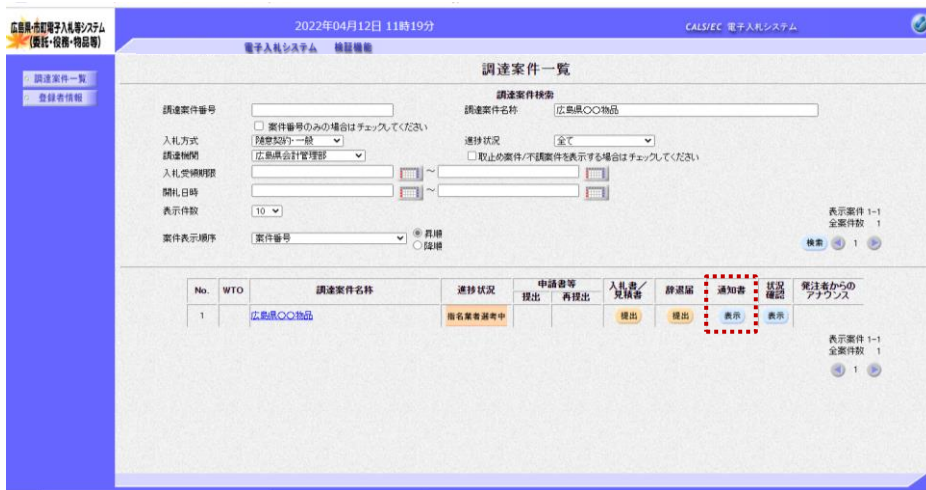 広島県・市町電子入札等システム
(委託・役務・物品等)
2022年04月12日 11時19分
CALS/EC 電子入札システム
電子入札システム 検証機能
調達案件一覧
登録者情報
調達案件一覧
調達案件検索
調達案件番号 調達案件名称 広島県〇〇物品
案件番号のみの場合はチェックしてください
入札方式 随意契約・一般 進捗状況 全て
調達機関 広島県会計管理部 取止め案件/不調案件を表示する場合はチェックしてください
入札受領期限 ~
開札日時 ~
表示件数 10
表示案件 1-1
全案件数 1
案件表示順序 案件番号 昇順
降順
検索 1
No. WTO 調達案件名称 進捗状況 申請書等 入札書/見積書 辞退届 通知書 状況確認 発注者からのアナウンス
提出 再提出
1 広島県〇〇物品 指名業者選考中 提出 提出 表示 表示
表示案件 1-1
全案件数 1
1